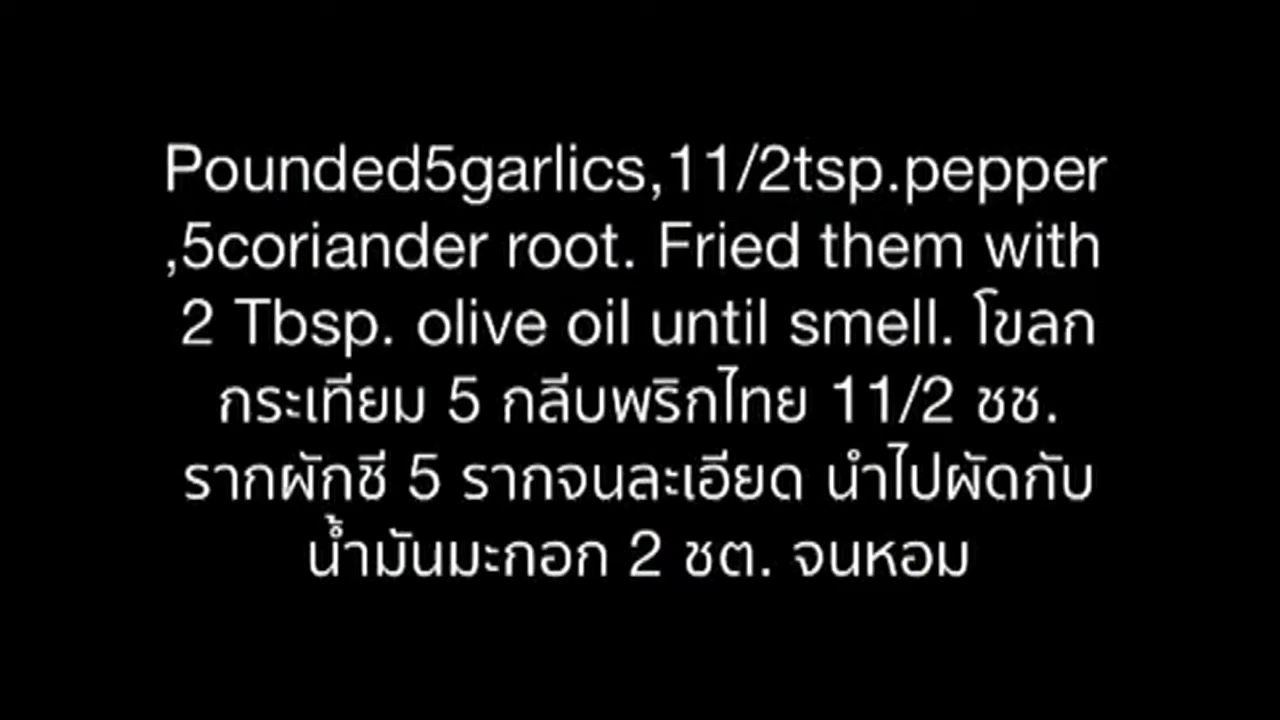 Pounded5garlics,11/2tsp.pepper
,5coriander root. Fried them with
2 Tbsp. olive oil until smell. โขลก
กระเทียม 5 กลีบพริกไทย 11/2 ชช.
รากผักชี 5 รากจนละเอียด นำไปผัดกับ
น้ำมันมะกอก 2 ชต. จนหอม